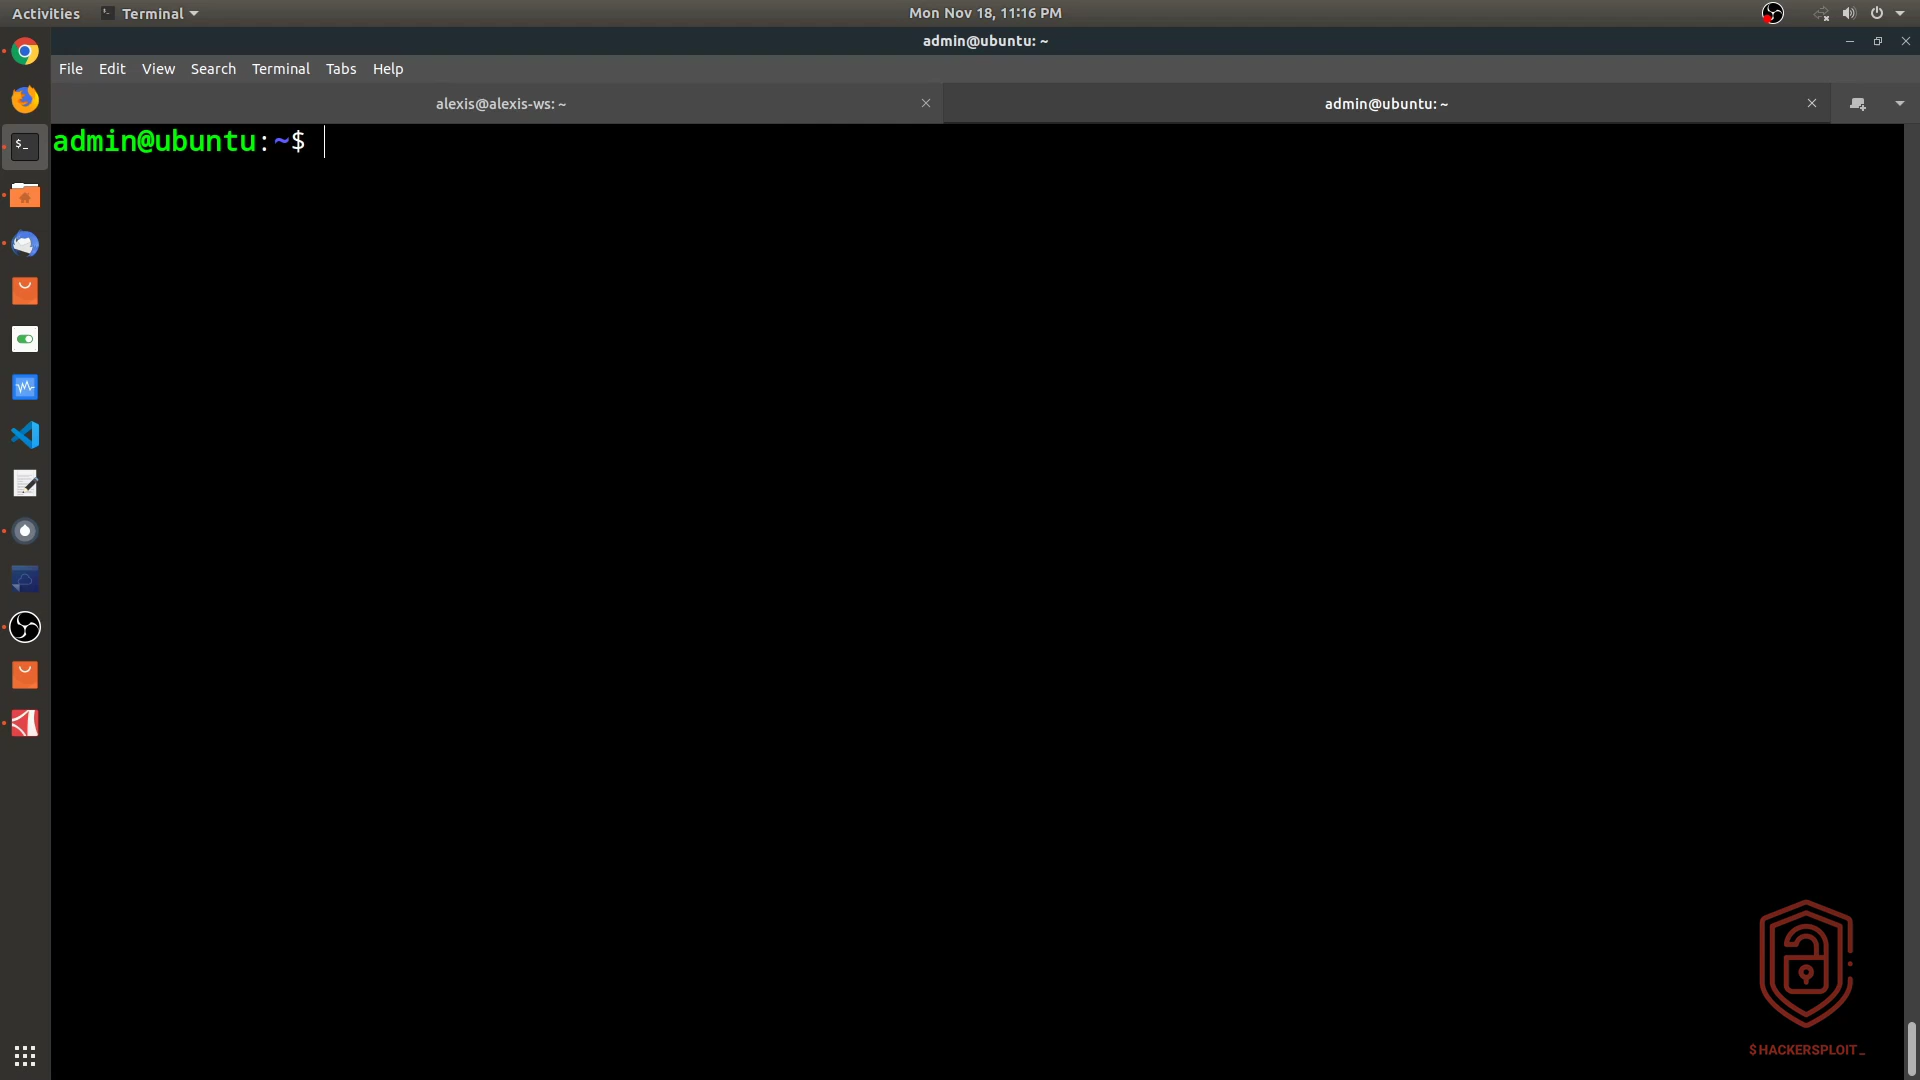 Activities Terminal Mon Nov 18, 11:16 PM
admin@ubuntu: ~
File Edit View Search Terminal Tabs Help
alexis@alexis-ws: ~ admin@ubuntu: ~
admin@ubuntu:~$
$HACKERSPLOIT_